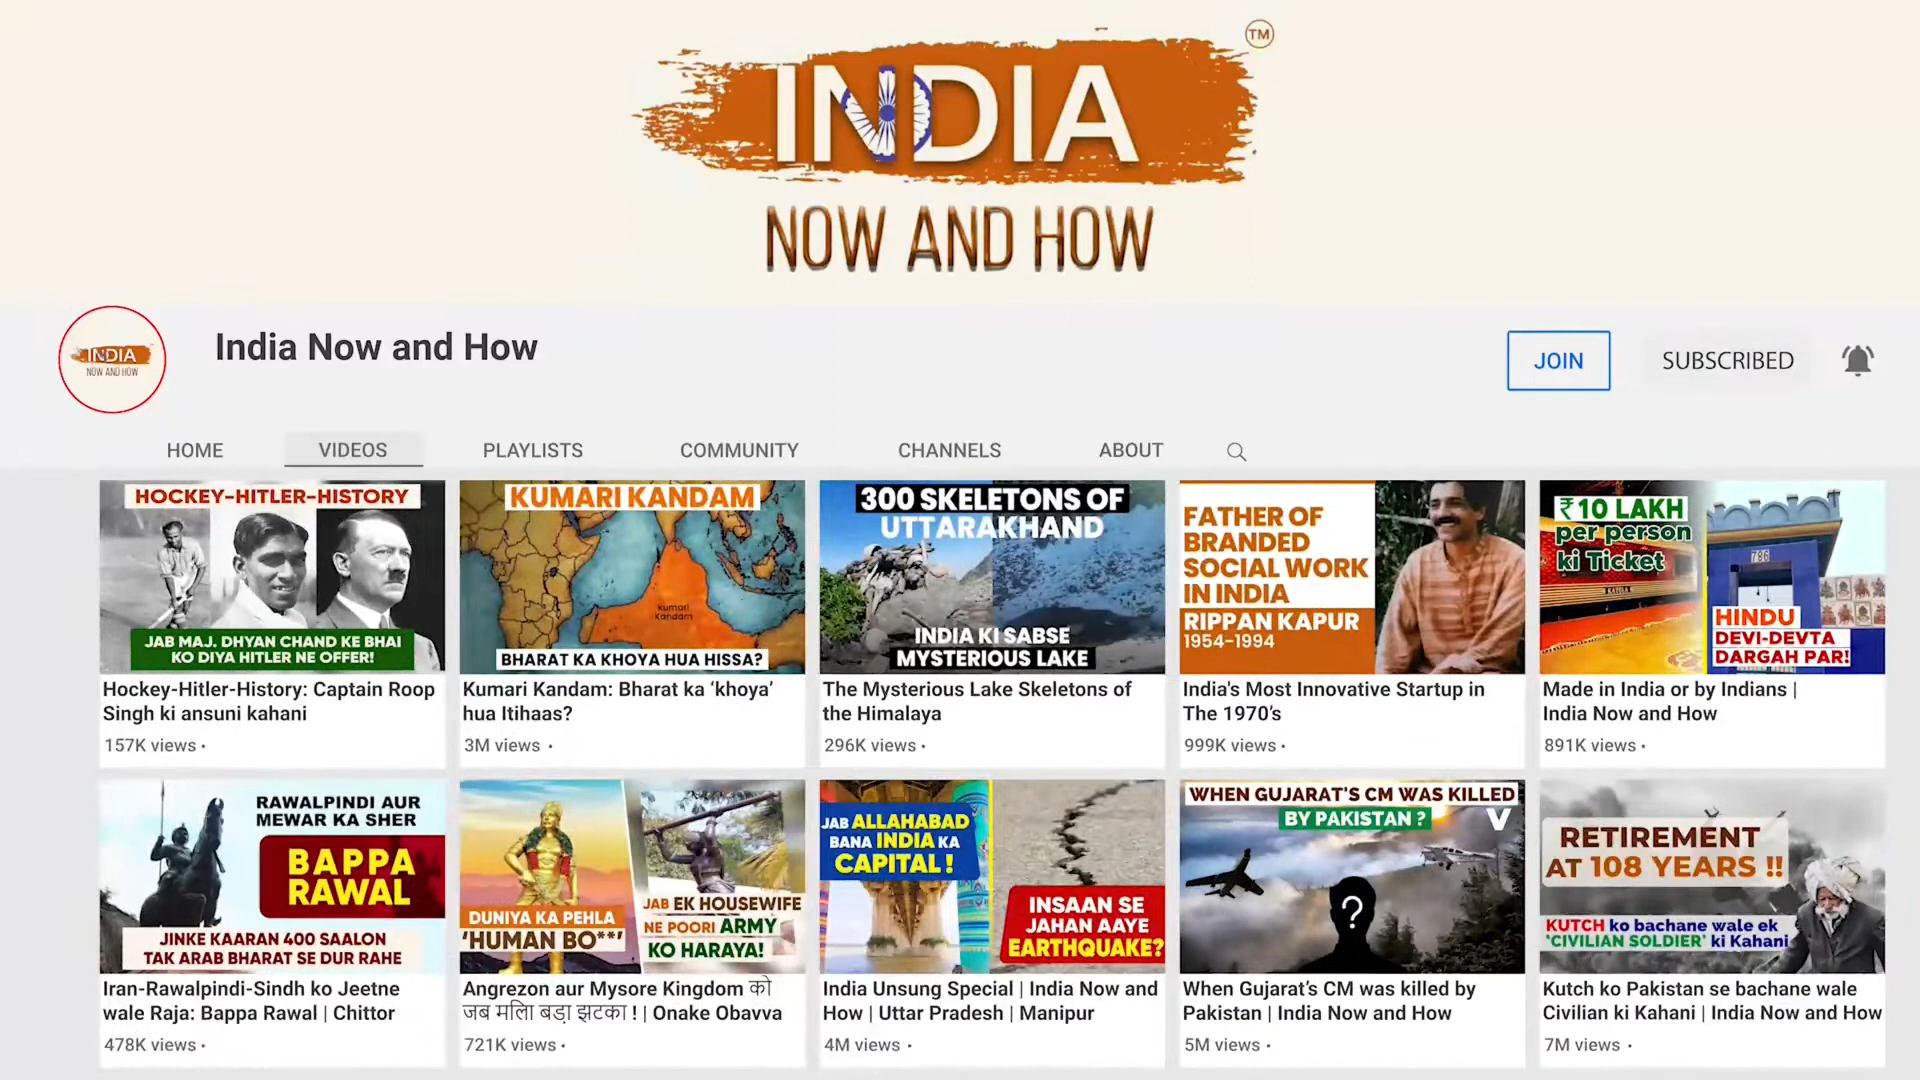 TM
INDIA
NOW AND HOW
INDIA
NOW AND HOW
India Now and How
JOIN
SUBSCRIBED
HOME
VIDEOS
PLAYLISTS
COMMUNITY
CHANNELS
ABOUT
HOCKEY-HITLER-HISTORY
JAB MAJ. DHYAN CHAND KE BHAI
KO DIYA HITLER NE OFFER!
Hockey-Hitler-History: Captain Roop
Singh ki ansuni kahani
157K views •
KUMARI KANDAM
Kumari
Kandam
BHARAT KA KHOYA HUA HISSA?
Kumari Kandam: Bharat ka ‘khoya’
hua Itihaas?
3M views •
300 SKELETONS OF
UTTARAKHAND
INDIA KI SABSE
MYSTERIOUS LAKE
The Mysterious Lake Skeletons of
the Himalaya
296K views •
FATHER OF
BRANDED
SOCIAL WORK
IN INDIA
RIPPAN KAPUR
1954-1994
India's Most Innovative Startup in
The 1970’s
999K views •
₹10 LAKH
per person
ki Ticket
786
HINDU
DEVI-DEVTA
DARGAH PAR!
Made in India or by Indians |
India Now and How
891K views •
RAWALPINDI AUR
MEWAR KA SHER
BAPPA
RAWAL
JINKE KAARAN 400 SAALON
TAK ARAB BHARAT SE DUR RAHE
Iran-Rawalpindi-Sindh ko Jeetne
wale Raja: Bappa Rawal | Chittor
478K views •
DUNIYA KA PEHLA
‘HUMAN BO**’
JAB EK HOUSEWIFE
NE POORI ARMY
KO HARAYA!
Angrezon aur Mysore Kingdom को
जब मिला बड़ा झटका ! | Onake Obavva
721K views •
JAB ALLAHABAD
BANA INDIA KA
CAPITAL !
INSAAN SE
JAHAN AAYE
EARTHQUAKE?
India Unsung Special | India Now and
How | Uttar Pradesh | Manipur
4M views •
WHEN GUJARAT'S CM WAS KILLED
BY PAKISTAN ?
V
?
When Gujarat’s CM was killed by
Pakistan | India Now and How
5M views •
RETIREMENT
AT 108 YEARS !!
KUTCH ko bachane wale ek
'CIVILIAN SOLDIER' ki Kahani
Kutch ko Pakistan se bachane wale
Civilian ki Kahani | India Now and How
7M views •